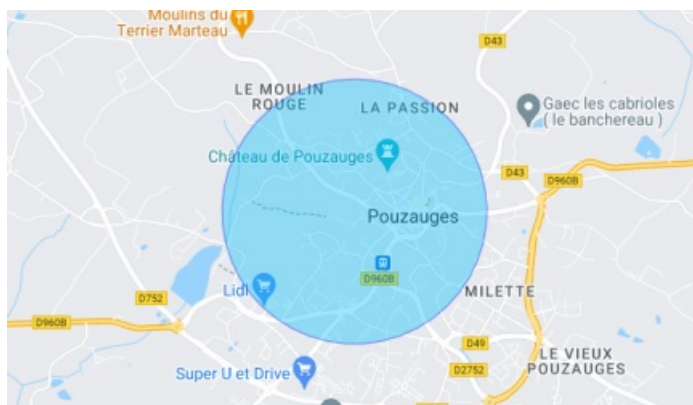 Moulins du
Terrier Marteau
D43
LE MOULIN
ROUGE
LA PASSION
Gaec les cabrioles
( le banchereau )
Château de Pouzauges
D43
D960B
Pouzauges
D960B
Lidl
MILETTE
D752
D960B
D49
LE VIEUX
POUZAUGES
Super U et Drive
D2752